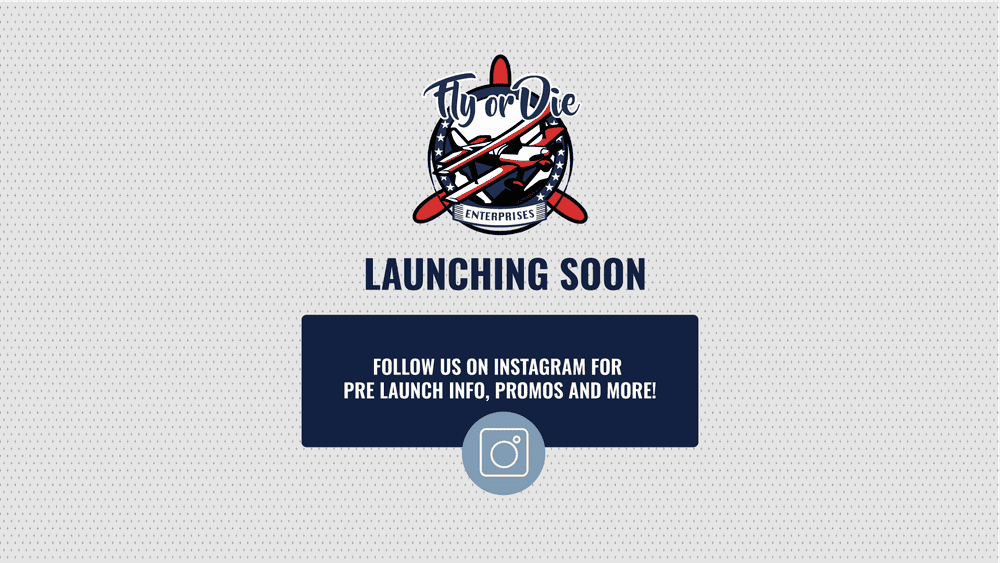 Fly or Die
ENTERPRISES
LAUNCHING SOON
FOLLOW US ON INSTAGRAM FOR
PRE LAUNCH INFO, PROMOS AND MORE!